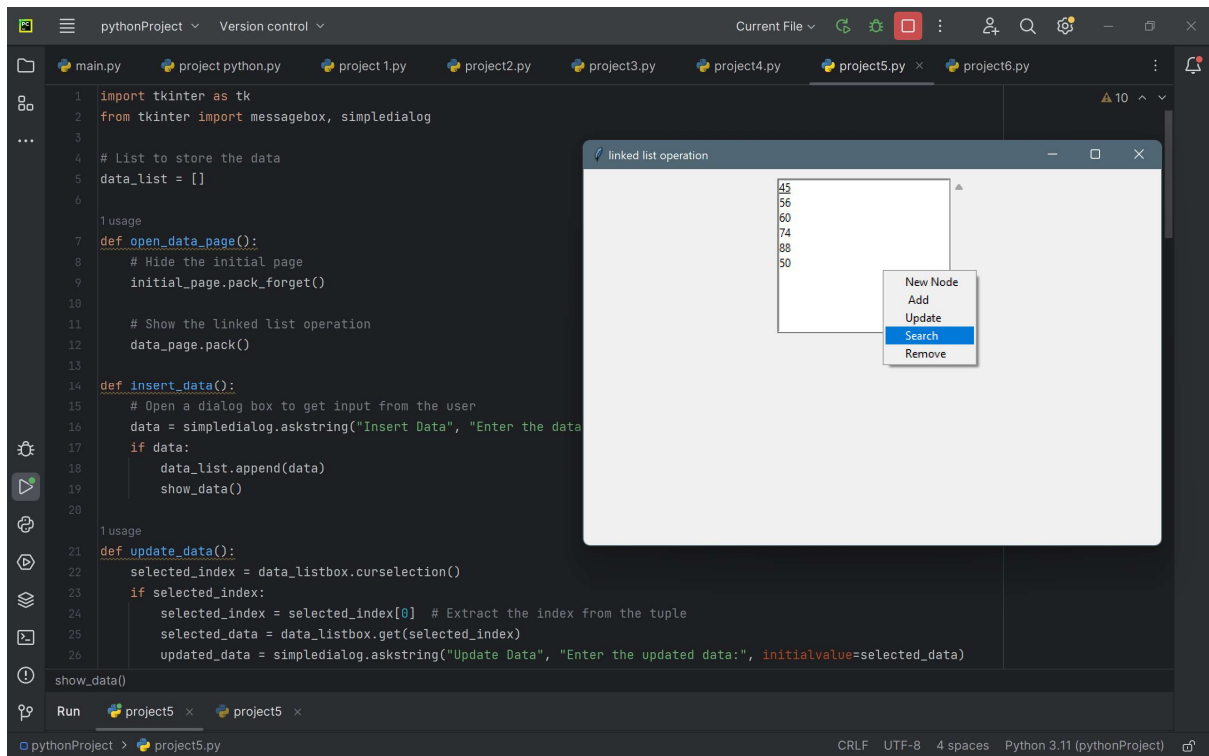 PC pythonProject Version control Current File
main.py project python.py project 1.py project2.py project3.py project4.py project5.py × project6.py
10
1 import tkinter as tk
2 from tkinter import messagebox, simpledialog
3
4 # List to store the data
5 data_list = []
6
1 usage
7 def open_data_page():
8 # Hide the initial page
9 initial_page.pack_forget()
10
11 # Show the linked list operation
12 data_page.pack()
13
14 def insert_data():
15 # Open a dialog box to get input from the user
16 data = simpledialog.askstring("Insert Data", "Enter the data
17 if data:
18 data_list.append(data)
19 show_data()
20
1 usage
21 def update_data():
22 selected_index = data_listbox.curselection()
23 if selected_index:
24 selected_index = selected_index[0] # Extract the index from the tuple
25 selected_data = data_listbox.get(selected_index)
26 updated_data = simpledialog.askstring("Update Data", "Enter the updated data:", initialvalue=selected_data)
linked list operation
45
56
60
74
88
50
New Node
Add
Update
Search
Remove
show_data()
Run project5 × project5 ×
pythonProject > project5.py CRLF UTF-8 4 spaces Python 3.11 (pythonProject)